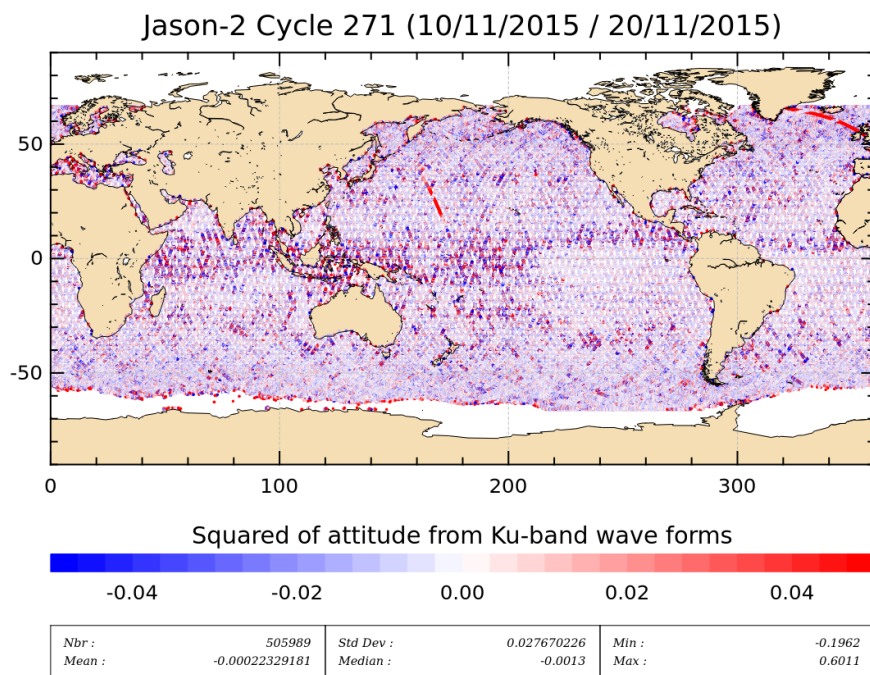 Jason-2 Cycle 271 (10/11/2015 / 20/11/2015)
50
0
-50
0 100 200 300
Squared of attitude from Ku-band wave forms
-0.04 -0.02 0.00 0.02 0.04
Nbr : 505989 Std Dev : 0.027670226 Min : -0.1962
Mean : -0.00022329181 Median : -0.0013 Max : 0.6011